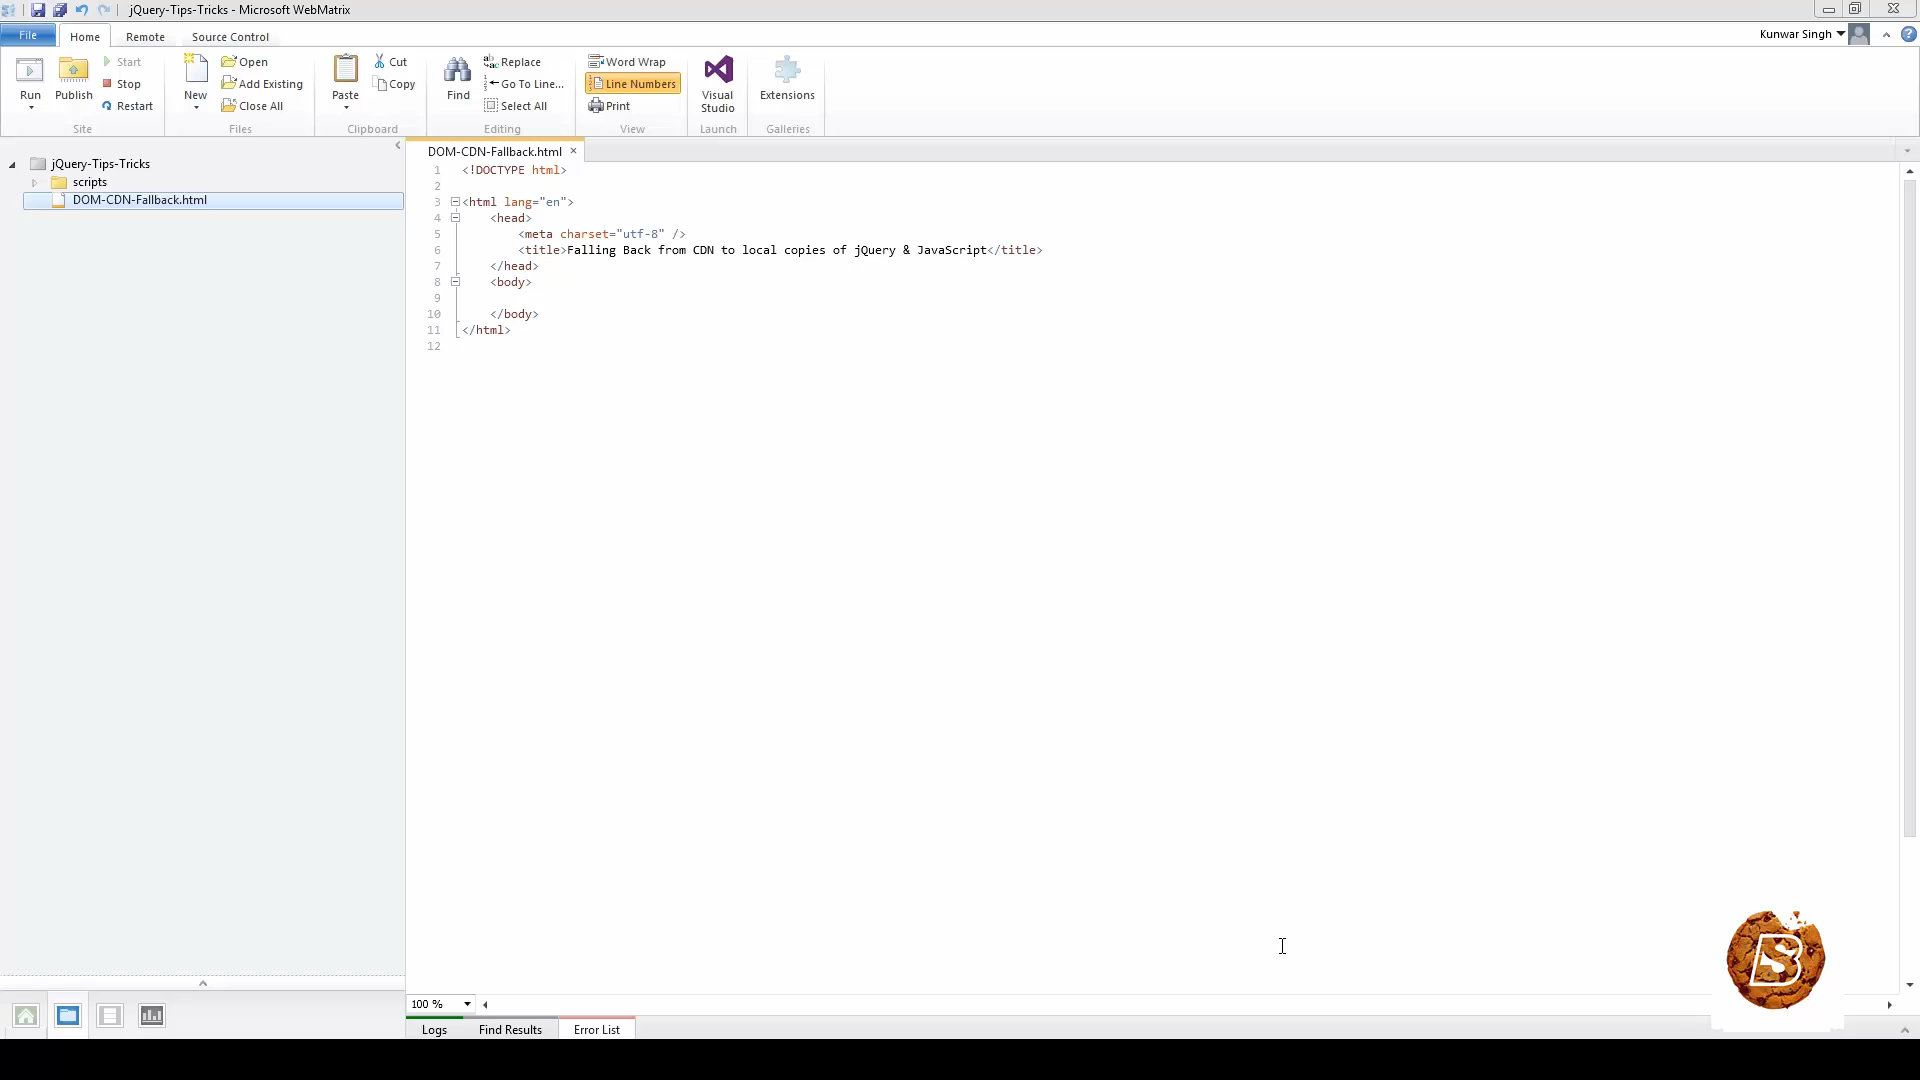 jQuery-Tips-Tricks - Microsoft WebMatrix
File Home Remote Source Control Kunwar Singh
Run Publish Start Stop Restart
Site
New Open Add Existing Close All
Files
Paste Cut Copy
Clipboard
Find Replace Go To Line... Select All
Editing
Word Wrap Line Numbers Print
View
Visual Studio
Launch
Extensions
Galleries
jQuery-Tips-Tricks
scripts
DOM-CDN-Fallback.html
DOM-CDN-Fallback.html
1 <!DOCTYPE html>
2
3 <html lang="en">
4 <head>
5 <meta charset="utf-8" />
6 <title>Falling Back from CDN to local copies of jQuery & JavaScript</title>
7 </head>
8 <body>
9
10 </body>
11 </html>
12
100 %
Logs Find Results Error List